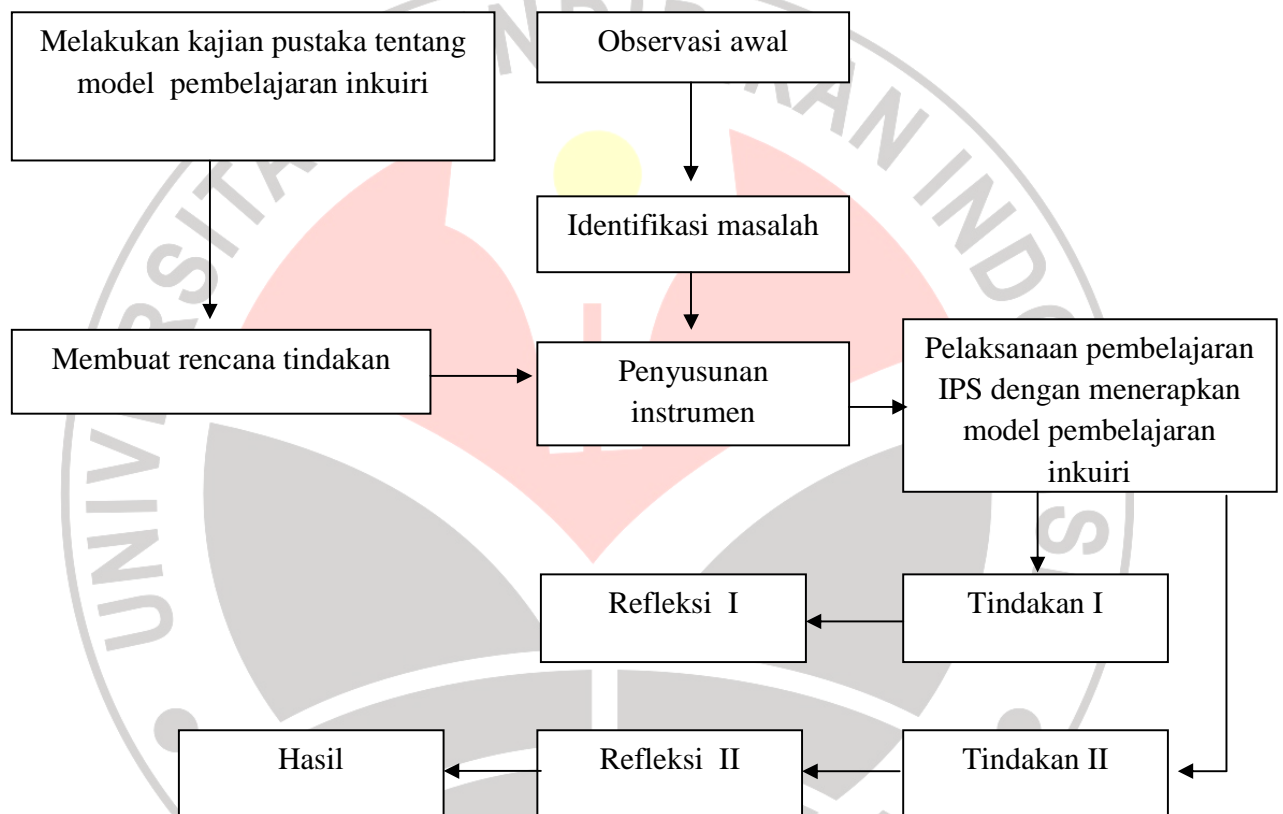 Melakukan kajian pustaka tentang
model pembelajaran inkuiri
Observasi awal
Identifikasi masalah
Membuat rencana tindakan
Penyusunan
instrumen
Pelaksanaan pembelajaran
IPS dengan menerapkan
model pembelajaran
inkuiri
Refleksi I
Tindakan I
Hasil
Refleksi II
Tindakan II